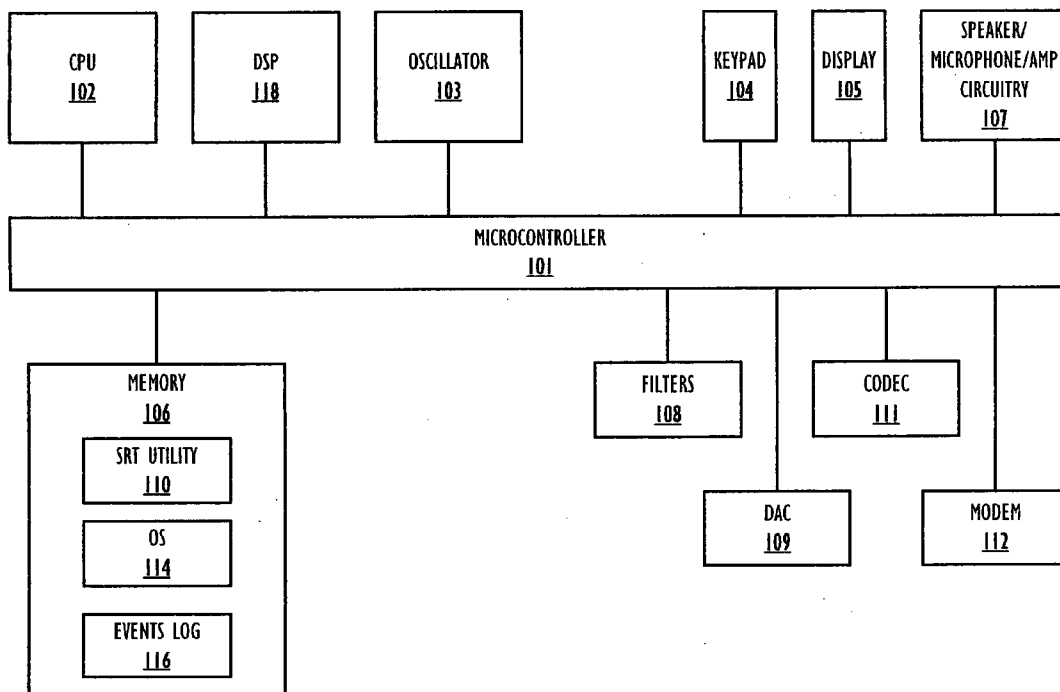 CPU
102
DSP
118
OSCILLATOR
103
KEYPAD
104
DISPLAY
105
SPEAKER/
MICROPHONE/AMP
CIRCUITRY
107
MICROCONTROLLER
101
MEMORY
106
SRT UTILITY
110
OS
114
EVENTS LOG
116
FILTERS
108
CODEC
111
DAC
109
MODEM
112